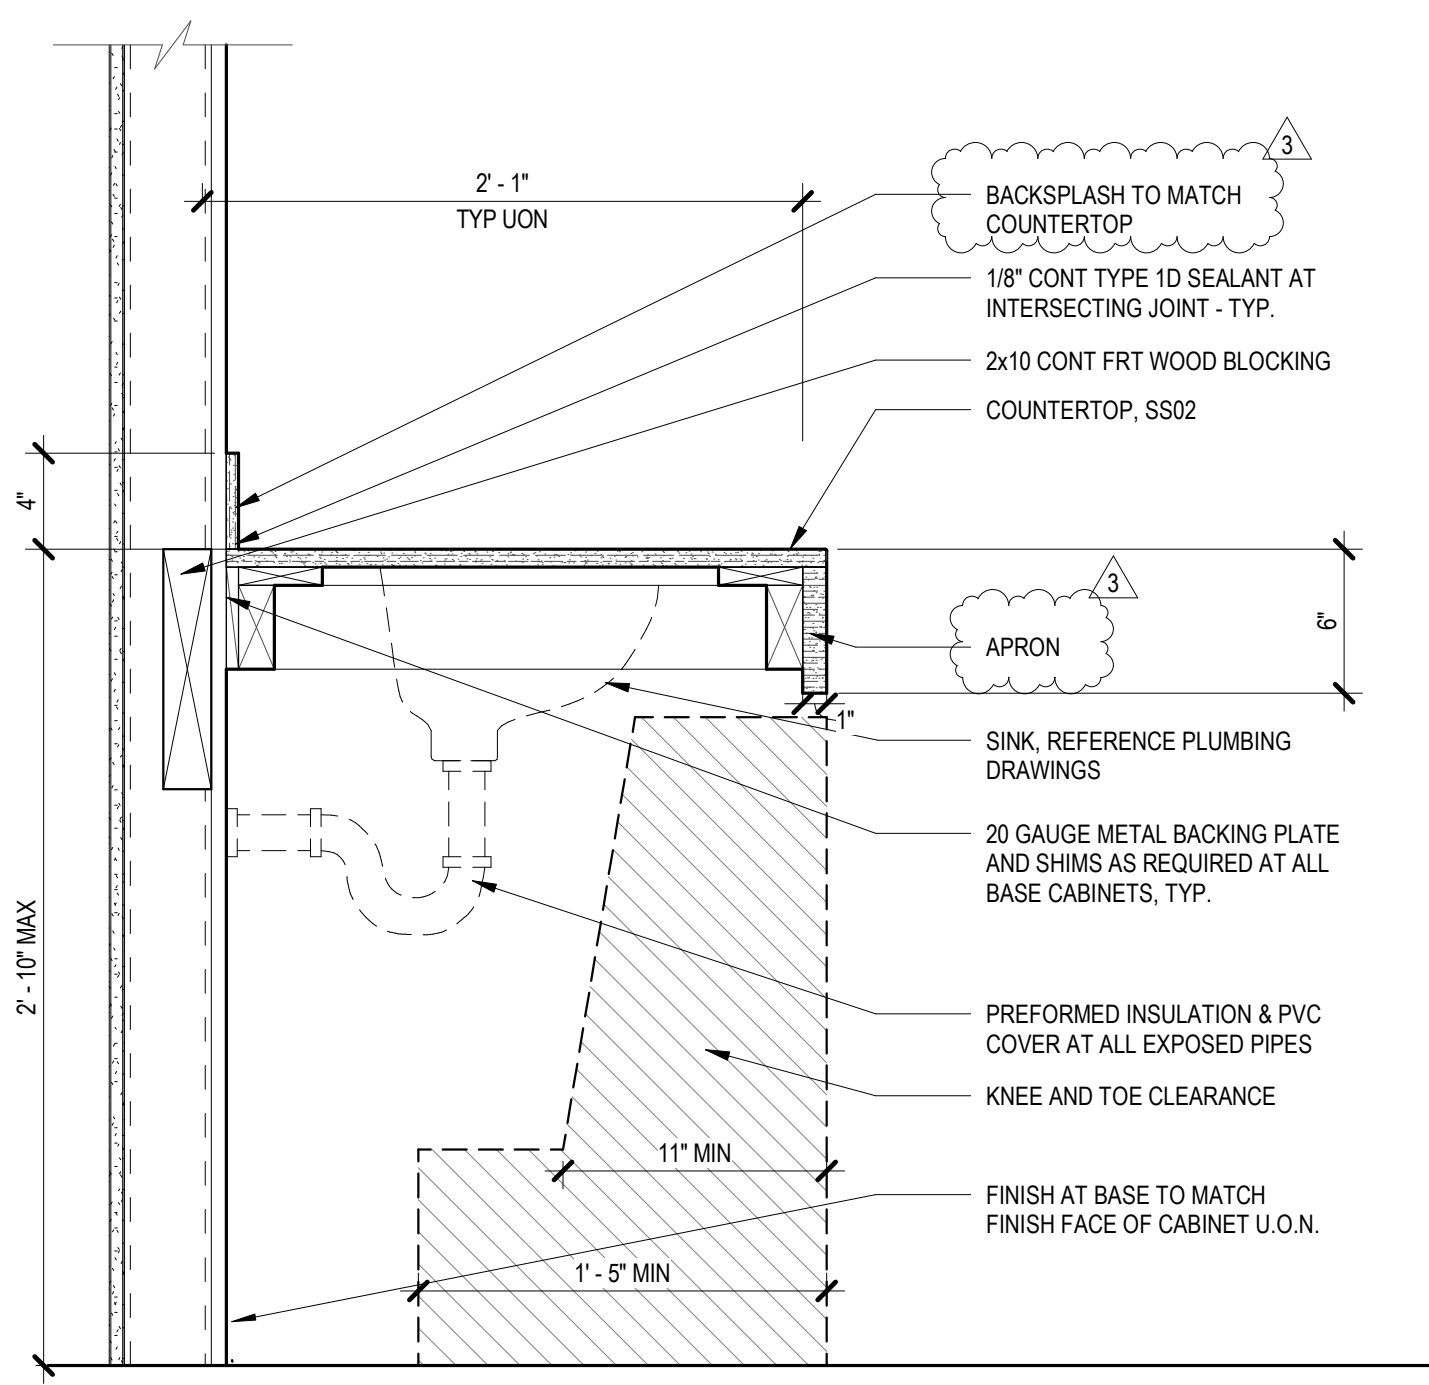 3
2' - 1"
TYP UON
BACKSPLASH TO MATCH
COUNTERTOP
1/8" CONT TYPE 1D SEALANT AT
INTERSECTING JOINT - TYP.
2x10 CONT FRT WOOD BLOCKING
COUNTERTOP, SS02
4"
3
6"
APRON
1"
SINK, REFERENCE PLUMBING
DRAWINGS
20 GAUGE METAL BACKING PLATE
AND SHIMS AS REQUIRED AT ALL
BASE CABINETS, TYP.
2' - 10" MAX
PREFORMED INSULATION & PVC
COVER AT ALL EXPOSED PIPES
KNEE AND TOE CLEARANCE
11" MIN
FINISH AT BASE TO MATCH
FINISH FACE OF CABINET U.O.N.
1' - 5" MIN